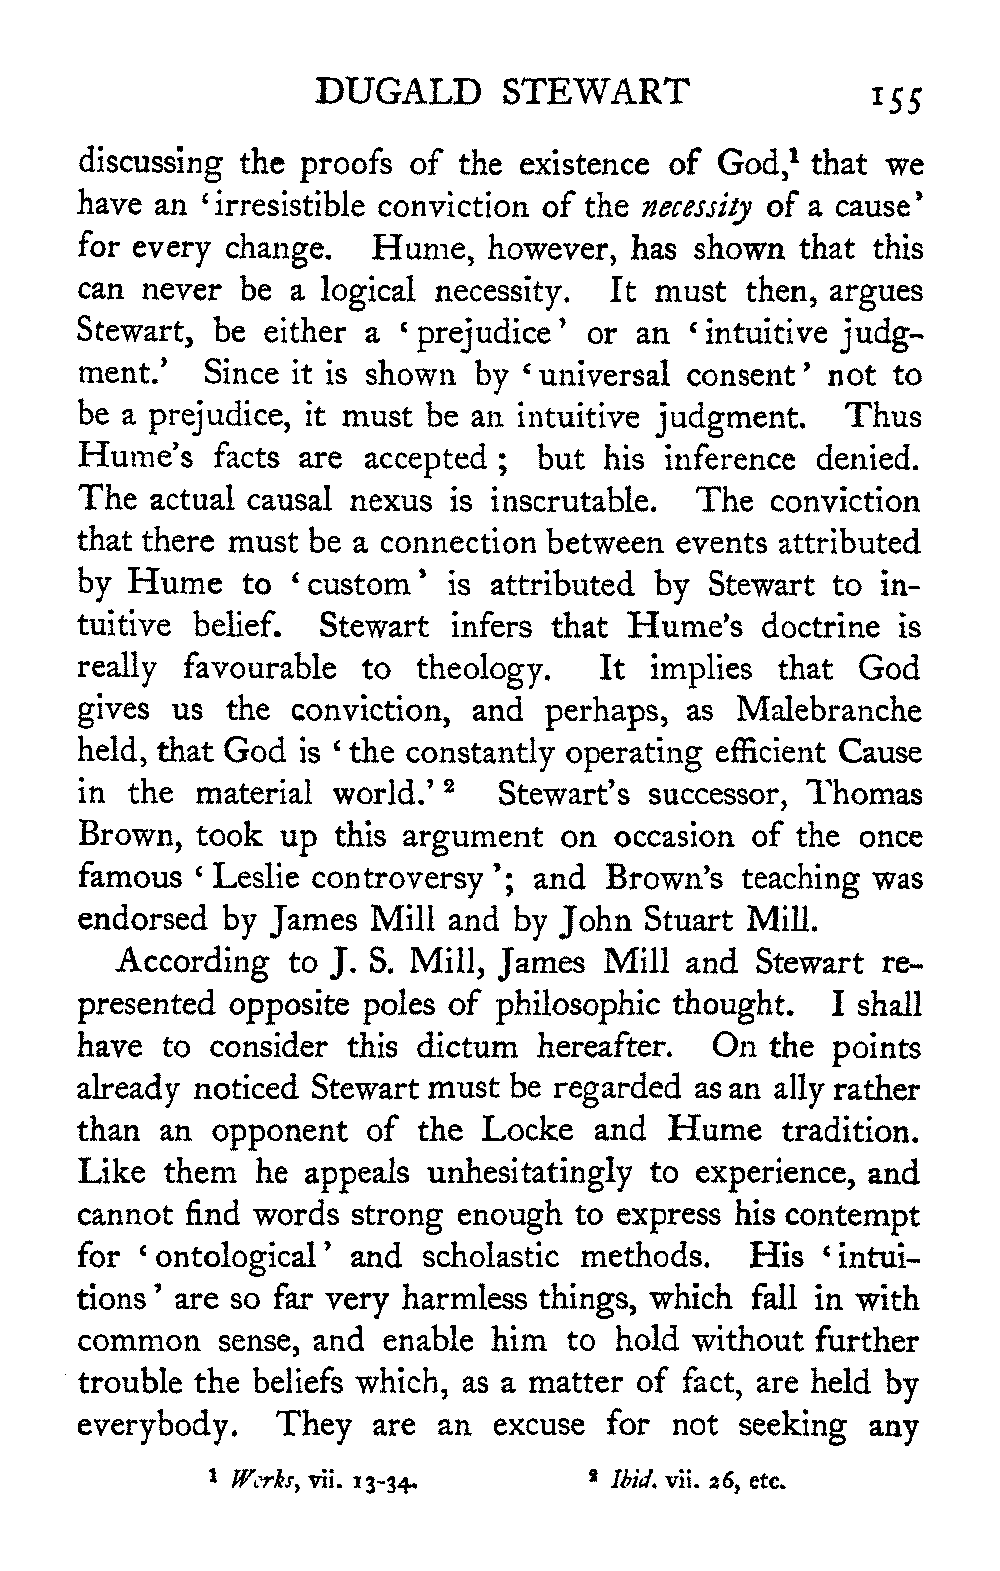 DUGALD STEWART 155
discussing the proofs of the existence of God,¹ that we
have an ‘irresistible conviction of the necessity of a cause’
for every change. Hume, however, has shown that this
can never be a logical necessity. It must then, argues
Stewart, be either a ‘prejudice’ or an ‘intuitive judg-
ment.’ Since it is shown by ‘universal consent’ not to
be a prejudice, it must be an intuitive judgment. Thus
Hume’s facts are accepted; but his inference denied.
The actual causal nexus is inscrutable. The conviction
that there must be a connection between events attributed
by Hume to ‘custom’ is attributed by Stewart to in-
tuitive belief. Stewart infers that Hume’s doctrine is
really favourable to theology. It implies that God
gives us the conviction, and perhaps, as Malebranche
held, that God is ‘the constantly operating efficient Cause
in the material world.’² Stewart’s successor, Thomas
Brown, took up this argument on occasion of the once
famous ‘Leslie controversy’; and Brown’s teaching was
endorsed by James Mill and by John Stuart Mill.
According to J. S. Mill, James Mill and Stewart re-
presented opposite poles of philosophic thought. I shall
have to consider this dictum hereafter. On the points
already noticed Stewart must be regarded as an ally rather
than an opponent of the Locke and Hume tradition.
Like them he appeals unhesitatingly to experience, and
cannot find words strong enough to express his contempt
for ‘ontological’ and scholastic methods. His ‘intui-
tions’ are so far very harmless things, which fall in with
common sense, and enable him to hold without further
trouble the beliefs which, as a matter of fact, are held by
everybody. They are an excuse for not seeking any
¹ Works, vii. 13-34. ² Ibid. vii. 26, etc.